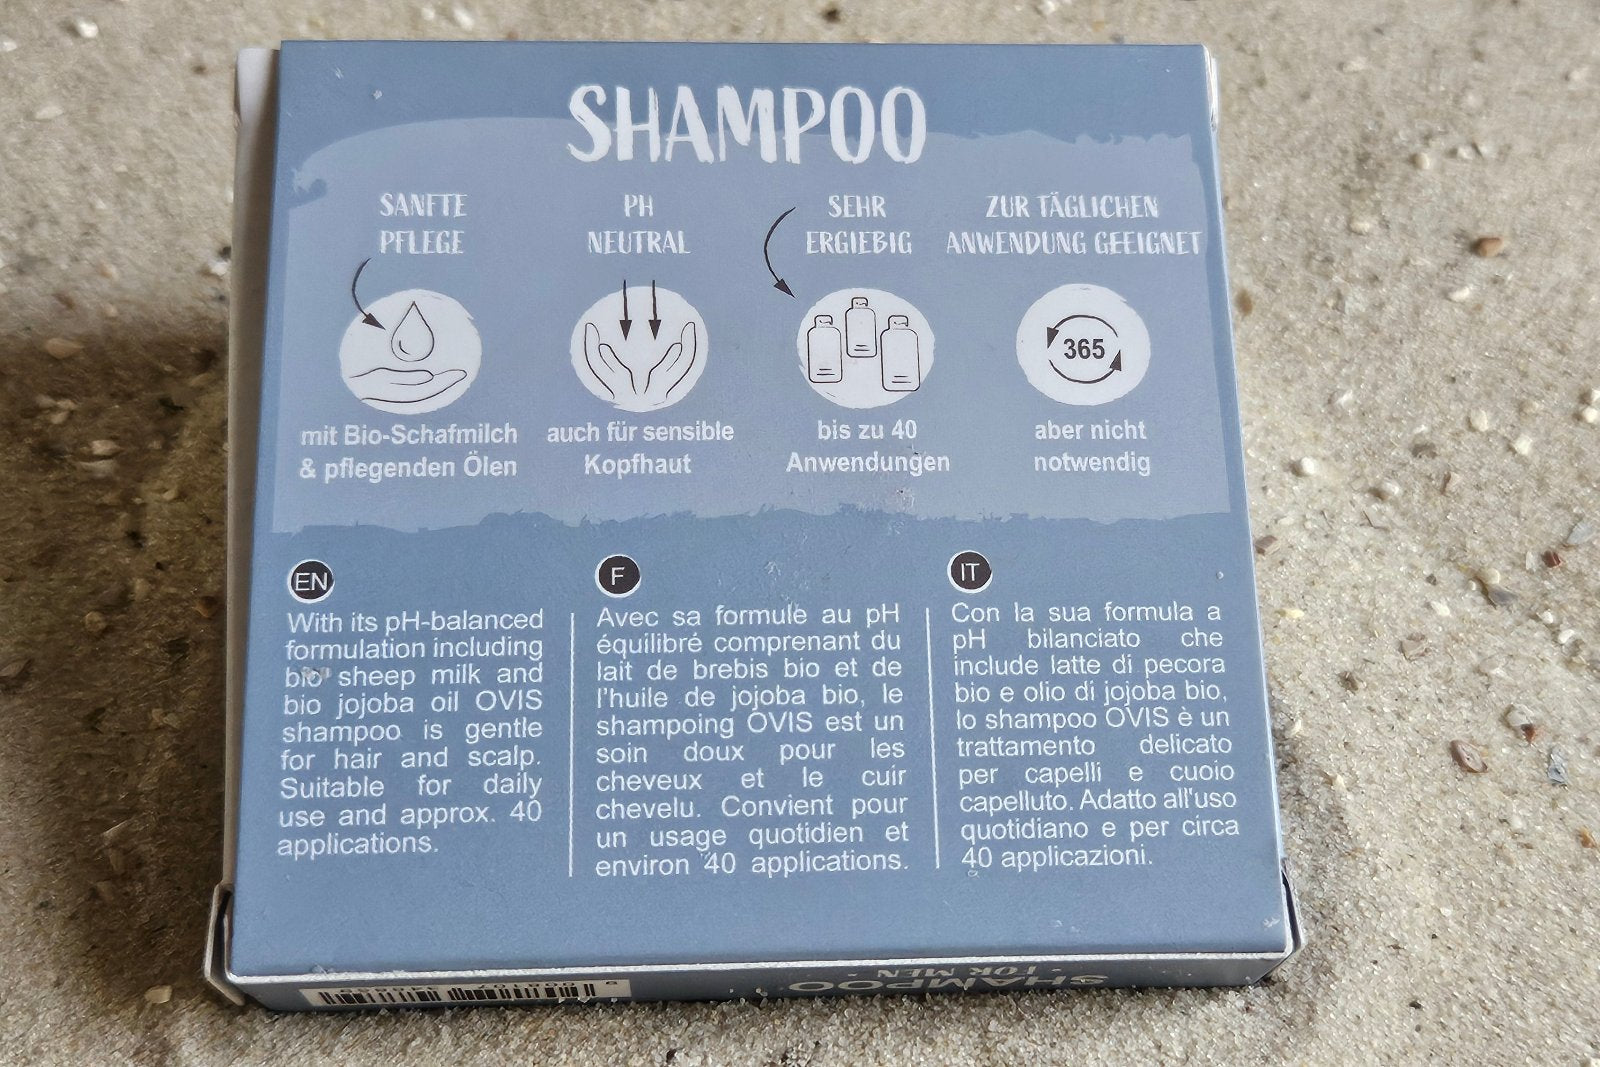 SHAMPOO
SANFTE
PFLEGE
mit Bio-Schafmilch
& pflegenden Ölen
PH
NEUTRAL
auch für sensible
Kopfhaut
SEHR
ERGIEBIG
bis zu 40
Anwendungen
ZUR TÄGLICHEN
ANWENDUNG GEEIGNET
365
aber nicht
notwendig
EN
With its pH-balanced
formulation including
bio sheep milk and
bio jojoba oil OVIS
shampoo is gentle
for hair and scalp.
Suitable for daily
use and approx. 40
applications.
F
Avec sa formule au pH
équilibré comprenant du
lait de brebis bio et de
l'huile de jojoba bio, le
shampoing OVIS est un
soin doux pour les
cheveux et le cuir
chevelu. Convient pour
un usage quotidien et
environ 40 applications.
IT
Con la sua formula a
pH bilanciato che
include latte di pecora
bio e olio di jojoba bio,
lo shampoo OVIS è un
trattamento delicato
per capelli e cuoio
capelluto. Adatto all'uso
quotidiano e per circa
40 applicazioni.
SHAMPOO
- FOR MEN -